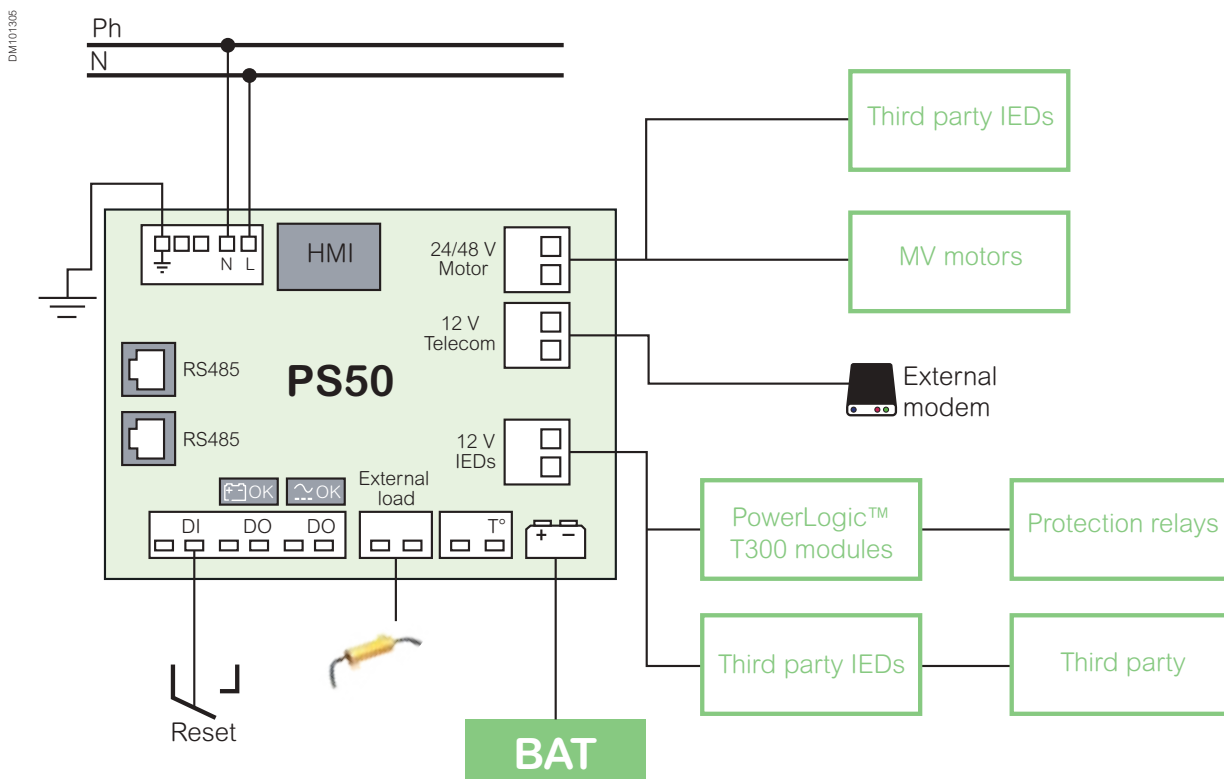 DM101305
Ph
N
Third party IEDs
MV motors
HMI
N L
24/48 V
Motor
12 V
Telecom
External
modem
RS485
PS50
RS485
12 V
IEDs
OK
OK
External
load
DI DO DO
T°
+ −
PowerLogic™
T300 modules
Protection relays
Third party IEDs
Third party
Reset
BAT